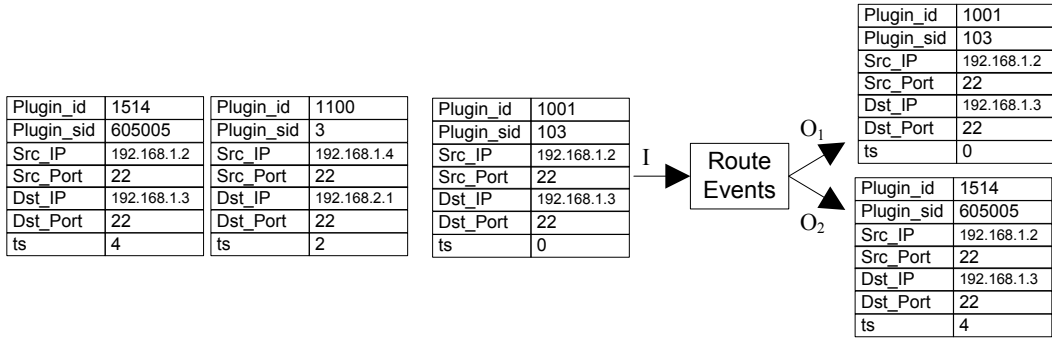 Plugin_id 1514
Plugin_sid 605005
Src_IP 192.168.1.2
Src_Port 22
Dst_IP 192.168.1.3
Dst_Port 22
ts 4
Plugin_id 1100
Plugin_sid 3
Src_IP 192.168.1.4
Src_Port 22
Dst_IP 192.168.2.1
Dst_Port 22
ts 2
Plugin_id 1001
Plugin_sid 103
Src_IP 192.168.1.2
Src_Port 22
Dst_IP 192.168.1.3
Dst_Port 22
ts 0
I
Route
Events
O₁
O₂
Plugin_id 1001
Plugin_sid 103
Src_IP 192.168.1.2
Src_Port 22
Dst_IP 192.168.1.3
Dst_Port 22
ts 0
Plugin_id 1514
Plugin_sid 605005
Src_IP 192.168.1.2
Src_Port 22
Dst_IP 192.168.1.3
Dst_Port 22
ts 4